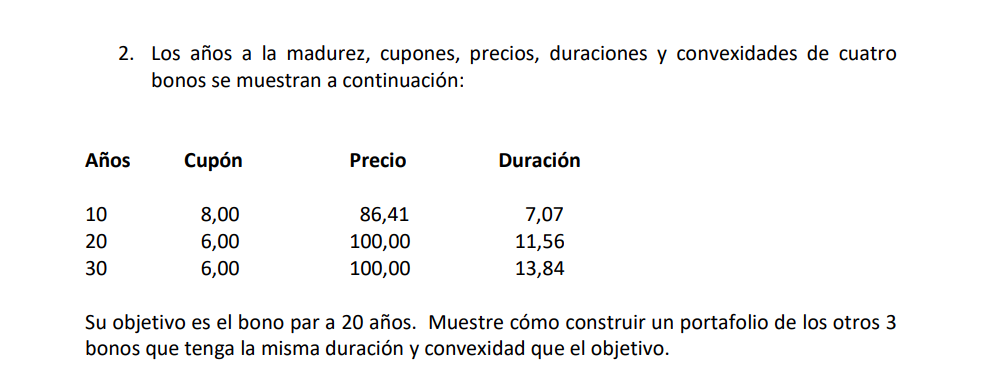 2. Los años a la madurez, cupones, precios, duraciones y convexidades de cuatro
bonos se muestran a continuación:
Años Cupón Precio Duración
10 8,00 86,41 7,07
20 6,00 100,00 11,56
30 6,00 100,00 13,84
Su objetivo es el bono par a 20 años. Muestre cómo construir un portafolio de los otros 3
bonos que tenga la misma duración y convexidad que el objetivo.